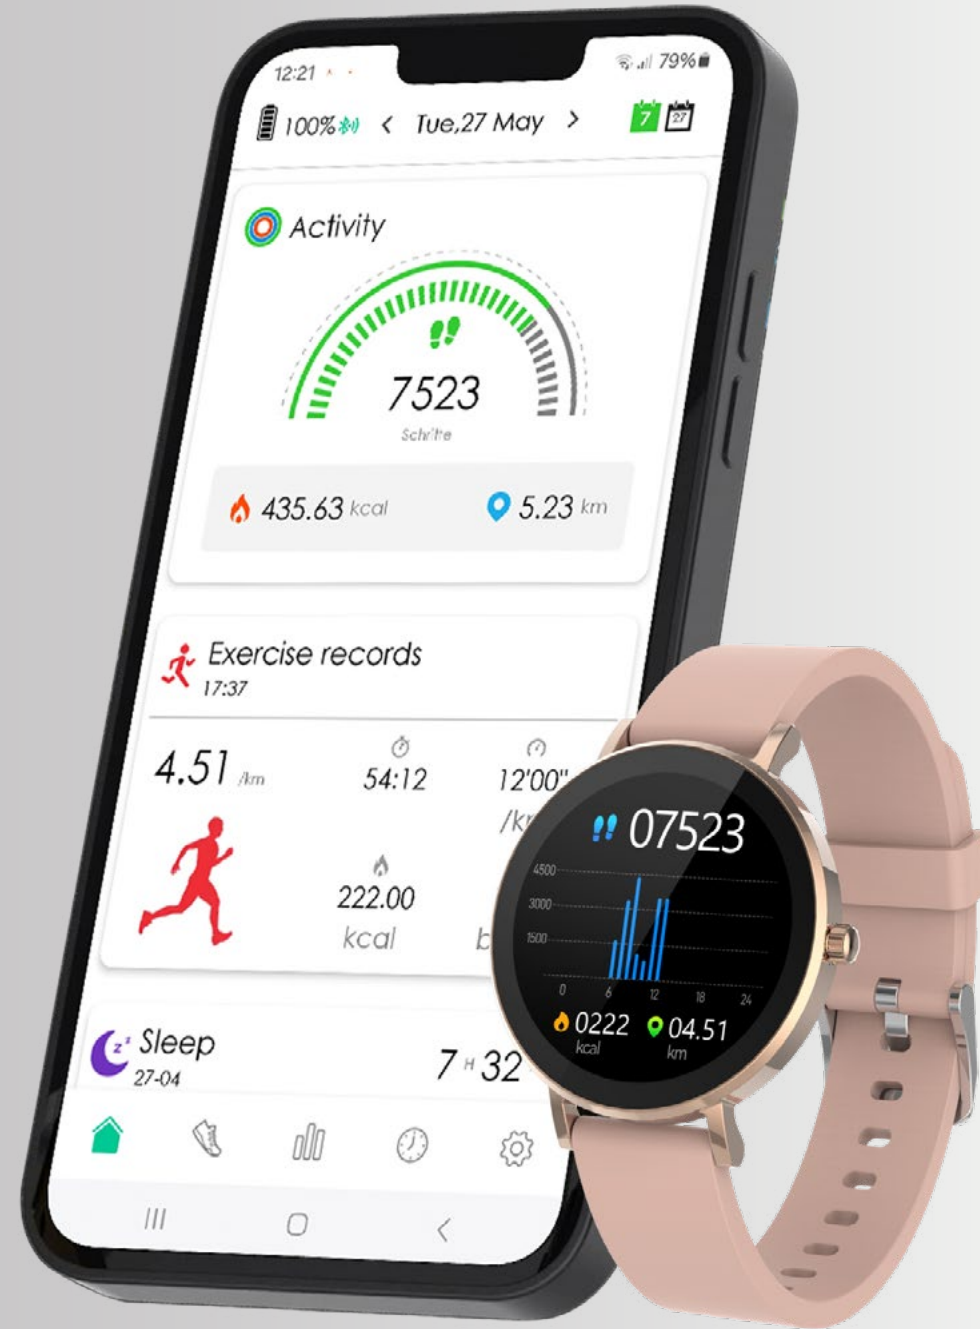 12:21 79%
100% < Tue,27 May > 7 27
Activity
7523
Schritte
435.63 kcal 5.23 km
Exercise records
17:37
4.51 /km 54:12 12'00"
222.00
kcal
Sleep
27-04
7 H 32
07523
4500
3000
1500
0 6 12 18 24
0222 04.51
kcal km